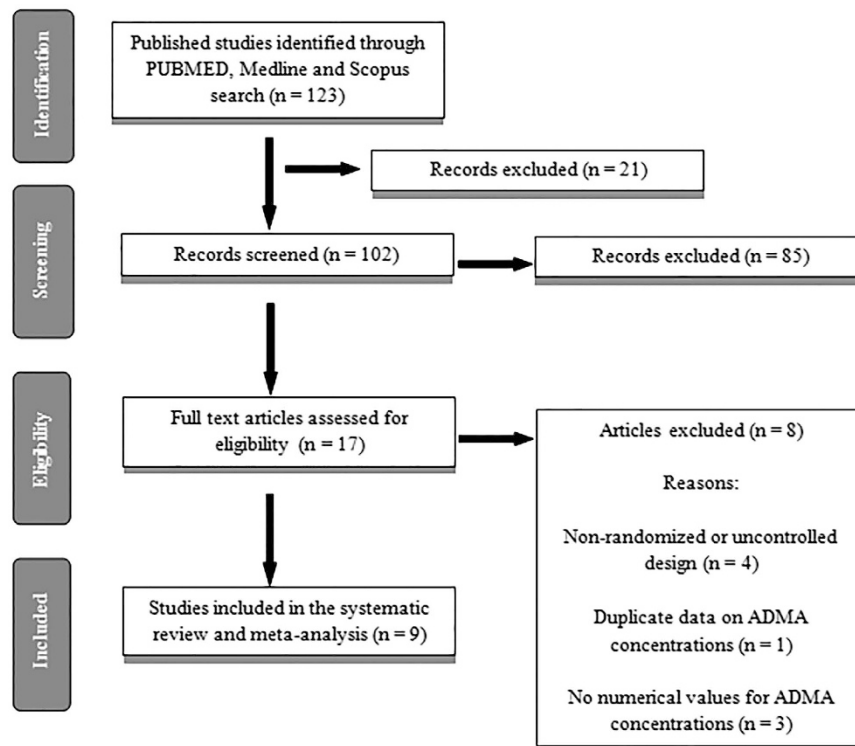 Identification
Published studies identified through
PUBMED, Medline and Scopus
search (n = 123)
Records excluded (n = 21)
Screening
Records screened (n = 102)
Records excluded (n = 85)
Eligibility
Full text articles assessed for
eligibility (n = 17)
Articles excluded (n = 8)
Reasons:
Non-randomized or uncontrolled
design (n = 4)
Duplicate data on ADMA
concentrations (n = 1)
No numerical values for ADMA
concentrations (n = 3)
Included
Studies included in the systematic
review and meta-analysis (n = 9)